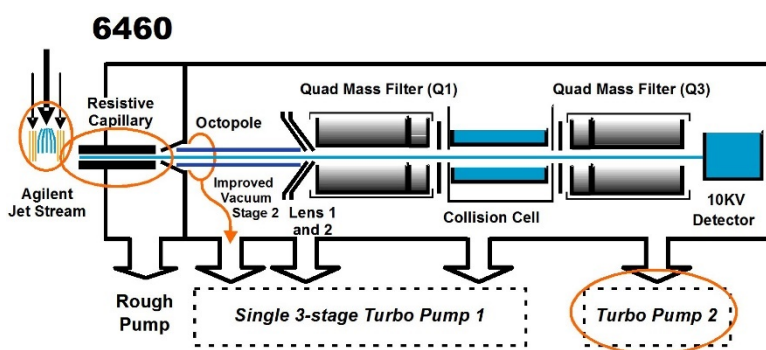 6460
Quad Mass Filter (Q1)
Quad Mass Filter (Q3)
Resistive
Capillary
Octopole
Agilent
Jet Stream
Improved
Vacuum
Stage 2
Lens 1
and 2
Collision Cell
10KV
Detector
Rough
Pump
Single 3-stage Turbo Pump 1
Turbo Pump 2